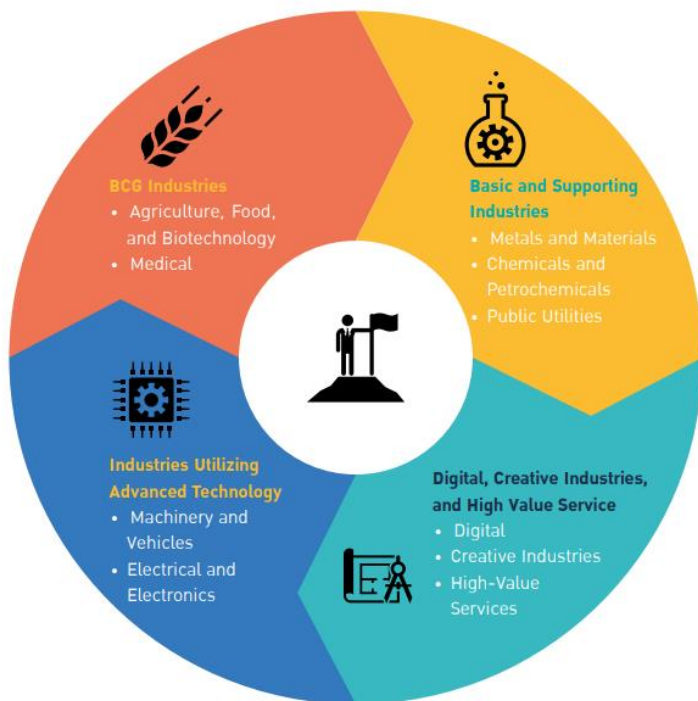 BCG Industries
• Agriculture, Food,
and Biotechnology
• Medical
Basic and Supporting
Industries
• Metals and Materials
• Chemicals and
Petrochemicals
• Public Utilities
Industries Utilizing
Advanced Technology
• Machinery and
Vehicles
• Electrical and
Electronics
Digital, Creative Industries,
and High Value Service
• Digital
• Creative Industries
• High-Value
Services